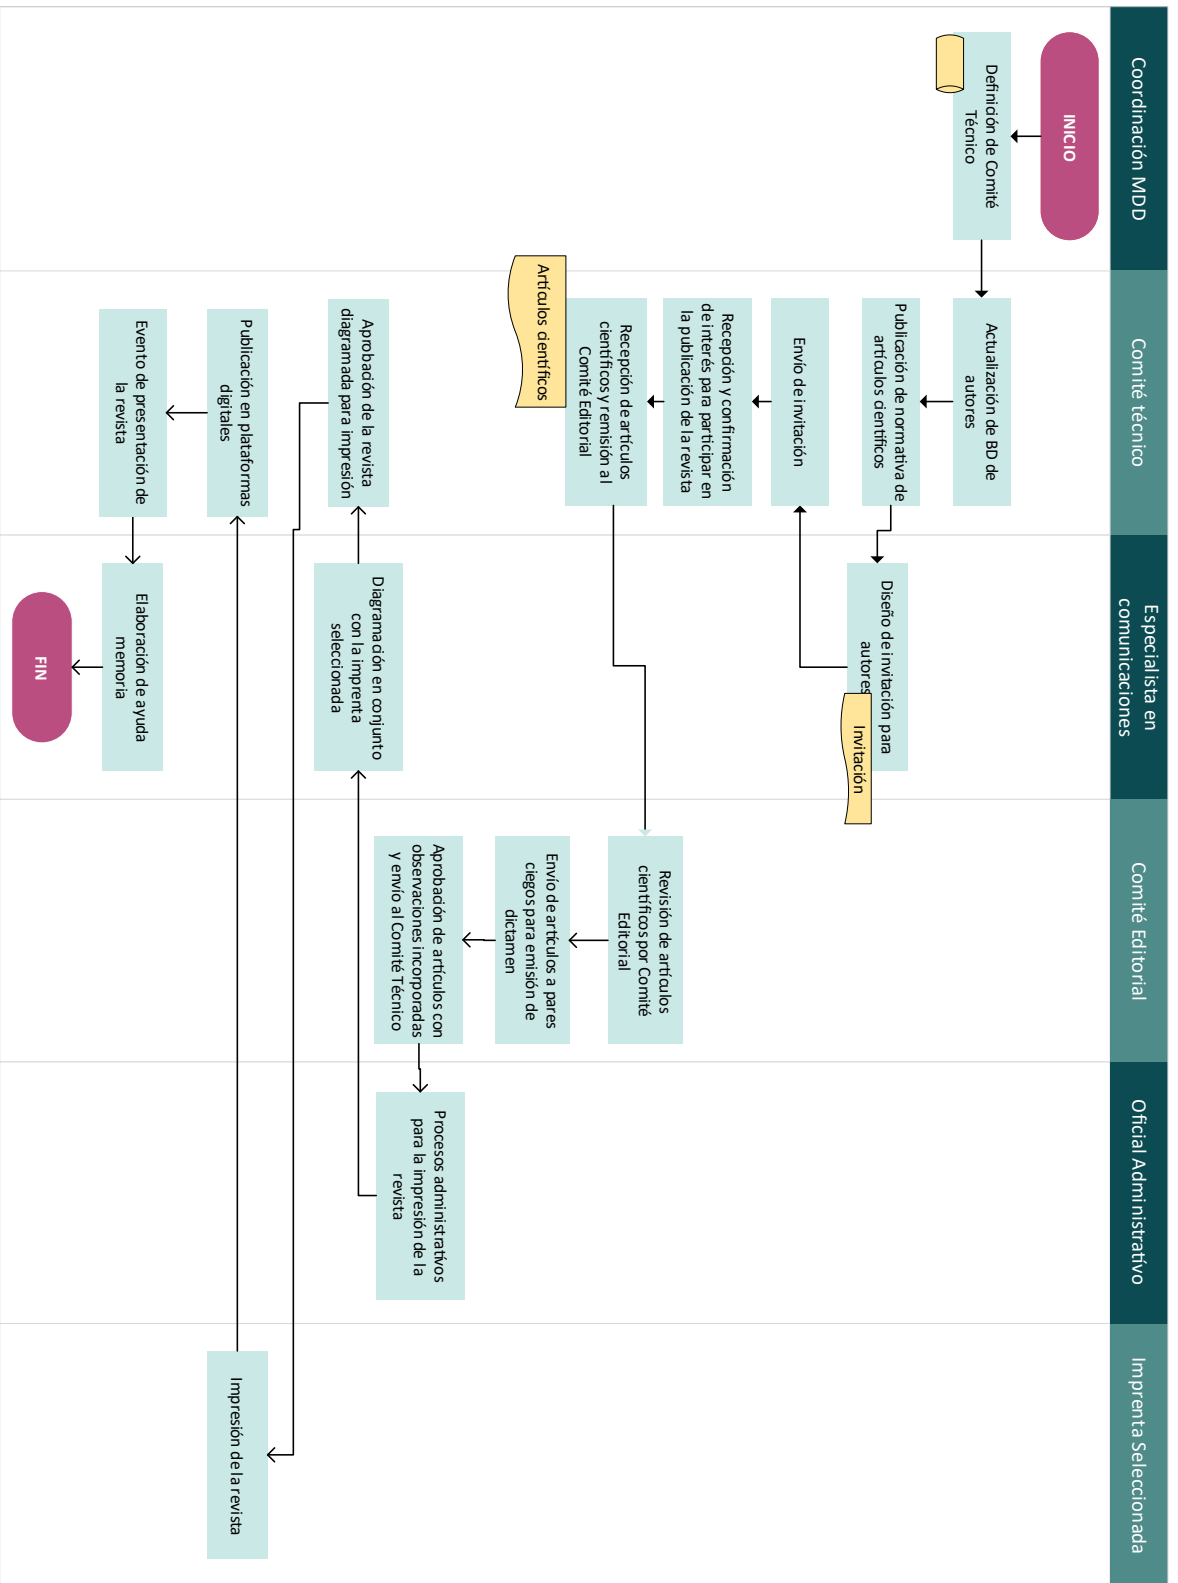 Coordinación MDD
Comité técnico
Especialista en
comunicaciones
Comité Editorial
Oficial Administrativo
Imprenta Seleccionada
INICIO
Definición de Comité
Técnico
Actualización de BD de
autores
Publicación de normativa de
artículos científicos
Diseño de invitación para
autores
Invitación
Envío de invitación
Recepción y confirmación
de interés para participar en
la publicación de la revista
Recepción de artículos
científicos y remisión al
Comité Editorial
Artículos científicos
Revisión de artículos
científicos por Comité
Editorial
Envío de artículos a pares
ciegos para emisión de
dictamen
Aprobación de artículos con
observaciones incorporadas
y envío al Comité Técnico
Procesos administrativos
para la impresión de la
revista
Diagramación en conjunto
con la imprenta
seleccionada
Aprobación de la revista
diagramada para impresión
Impresión de la revista
Publicación en plataformas
digitales
Evento de presentación de
la revista
Elaboración de ayuda
memoria
FIN